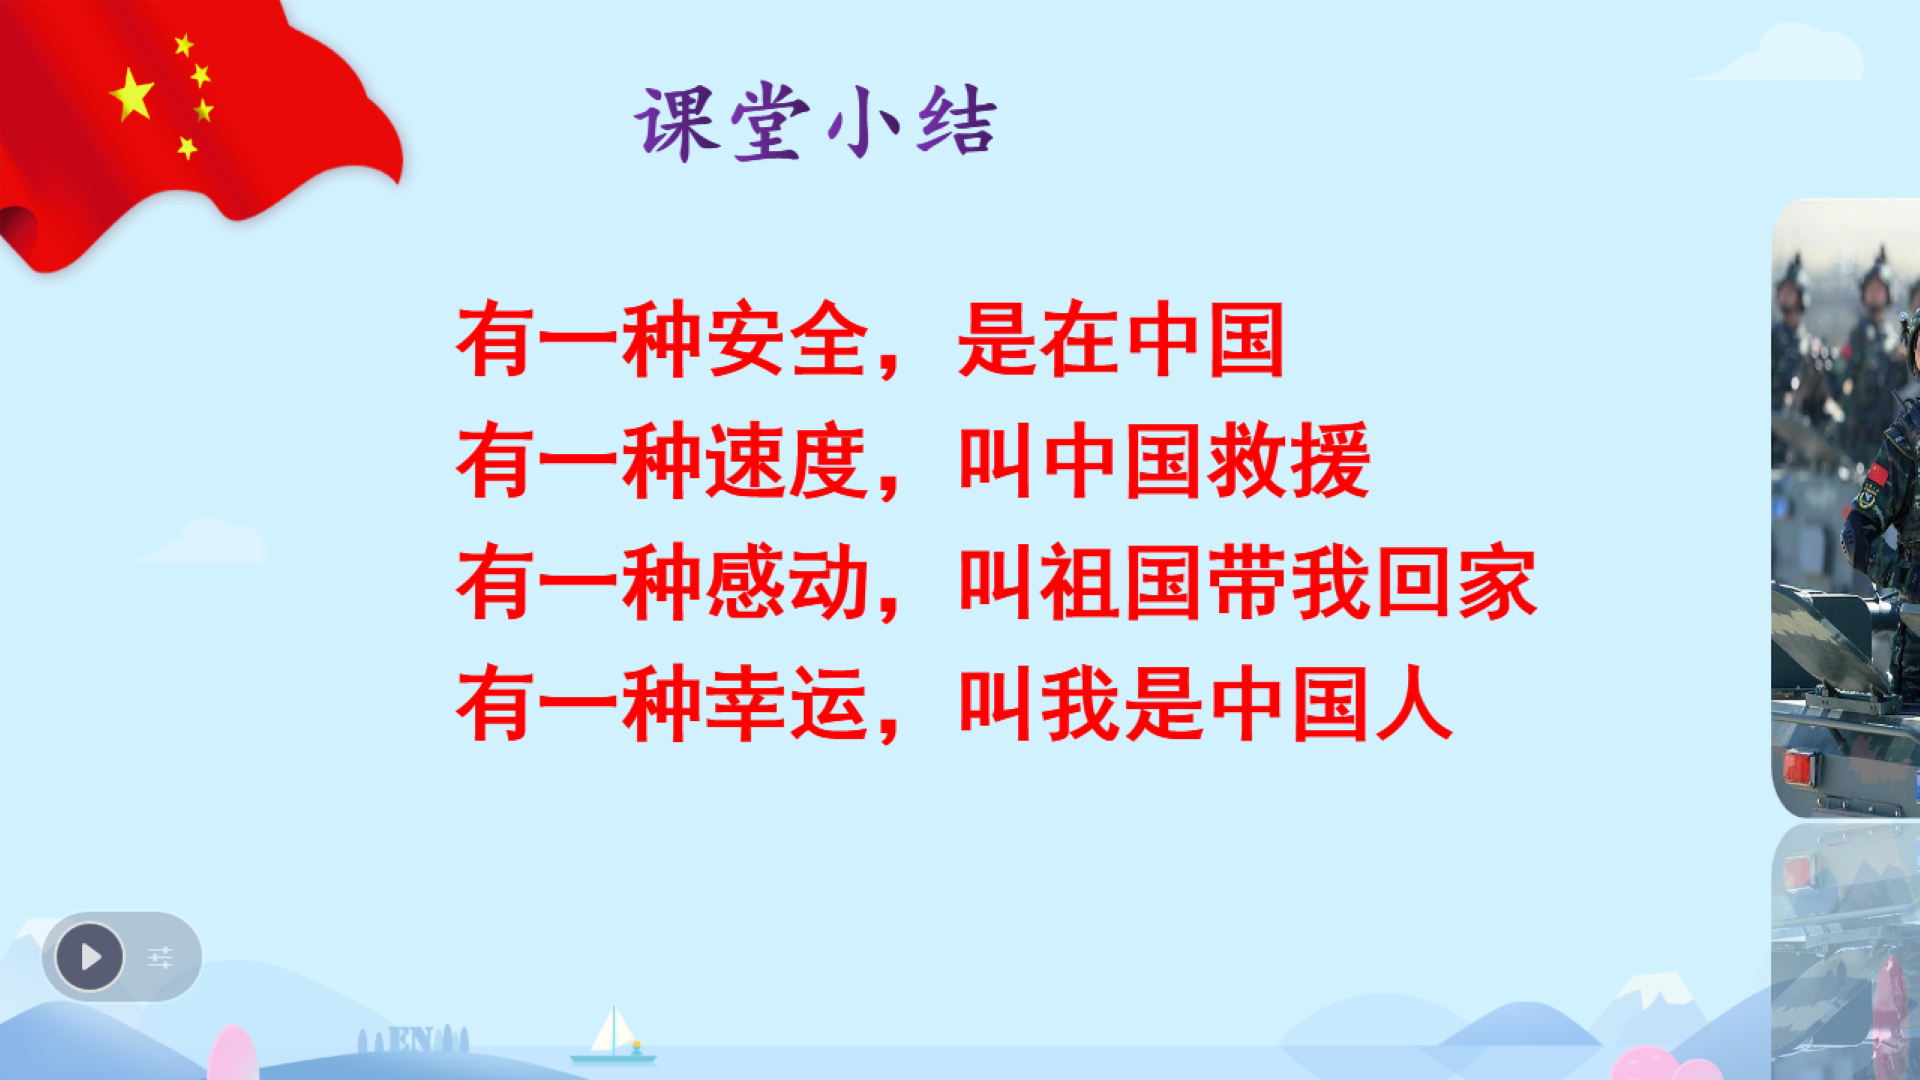 课堂小结
有一种安全，是在中国
有一种速度，叫中国救援
有一种感动，叫祖国带我回家
有一种幸运，叫我是中国人
EN